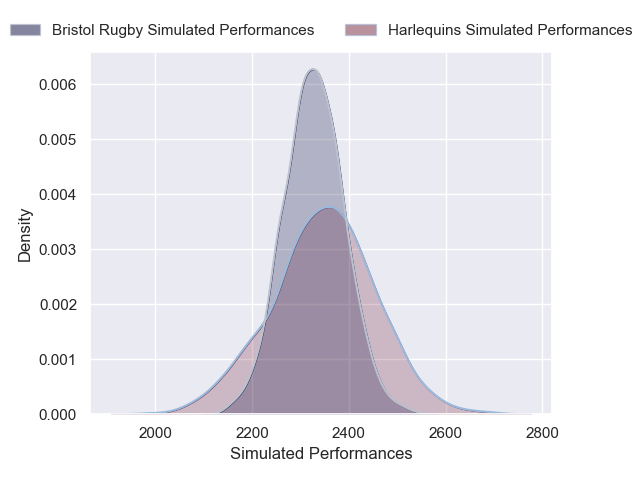 Bristol Rugby Simulated Performances
Harlequins Simulated Performances
0.006
0.005
0.004
0.003
0.002
0.001
0.000
Density
2000 2200 2400 2600 2800
Simulated Performances